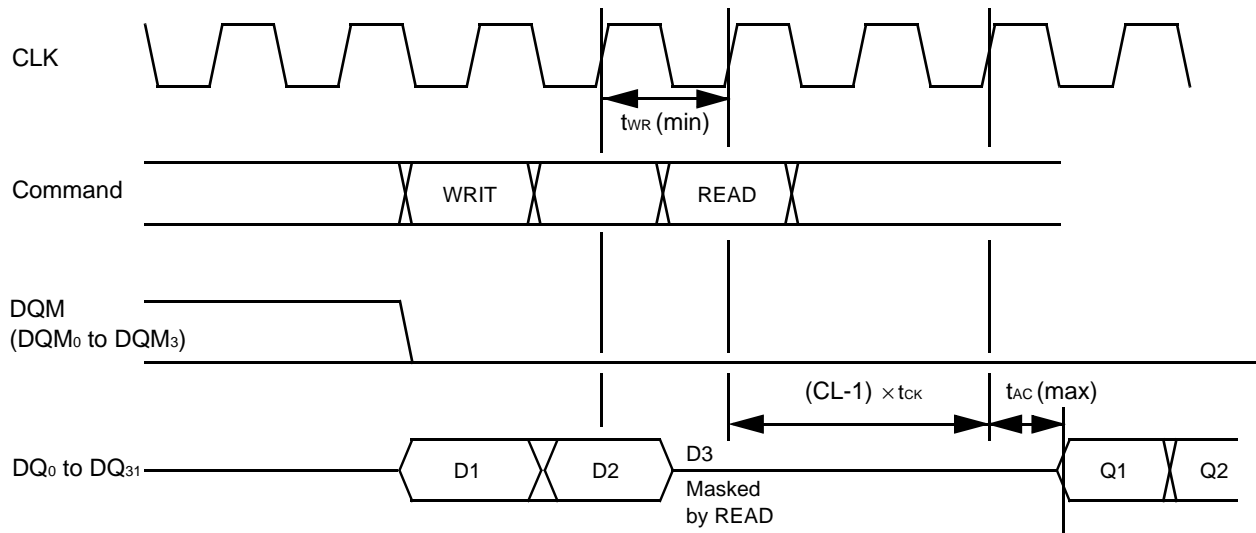 CLK
tWR (min)
Command
WRIT
READ
DQM
(DQM0 to DQM3)
(CL-1) × tCK
tAC (max)
DQ0 to DQ31
D1
D2
D3
Masked
by READ
Q1
Q2